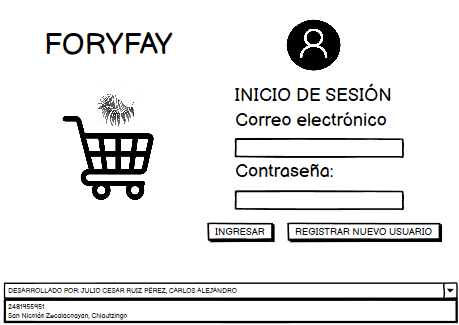 FORYFAY
INICIO DE SESIÓN
Correo electrónico
Contraseña:
INGRESAR
REGISTRAR NUEVO USUARIO
DESARROLLADO POR: JULIO CESAR RUIZ PÉREZ, CARLOS ALEJANDRO
2481455951
San Nicolás Zecalacoayan, Chiautzingo